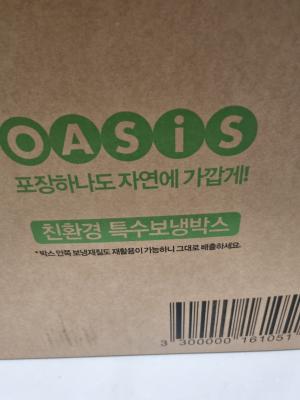 OASiS
포장하나도 자연에 가깝게!
친환경 특수보냉박스
*박스 안쪽 보냉재질도 재활용이 가능하니 그대로 배출하세요.
3 300000 161051